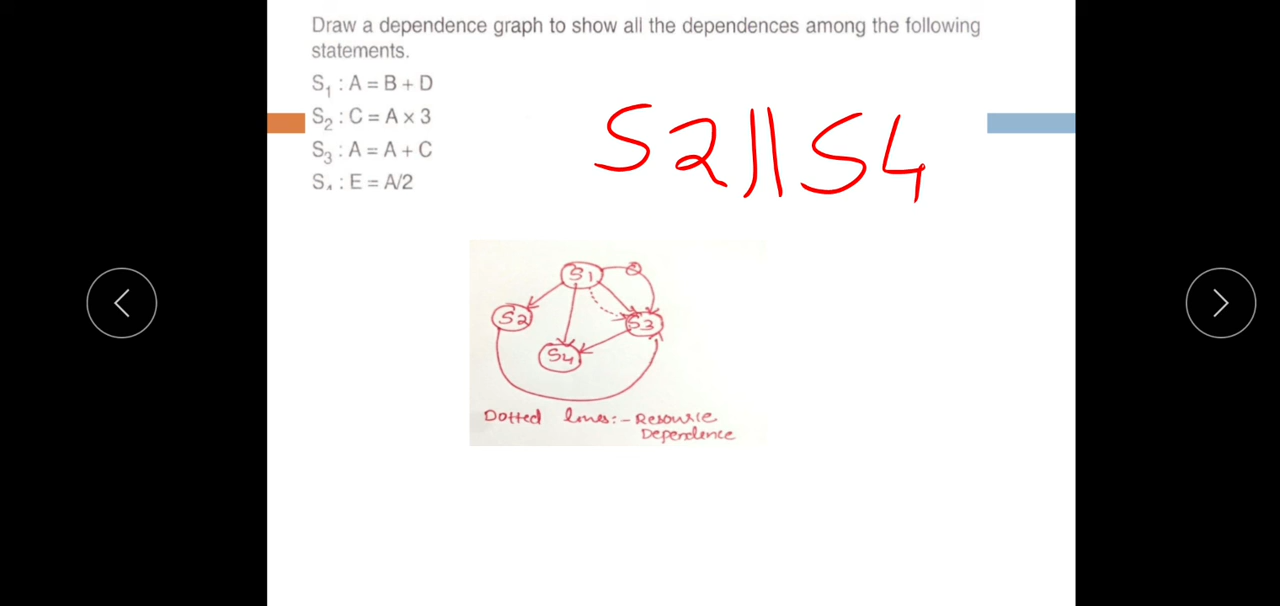 Draw a dependence graph to show all the dependences among the following
statements.
S₁ : A = B + D
S₂ : C = A x 3
S₃ : A = A + C
S₄ : E = A/2
S2||S4
S1
S2
S3
S4
Dotted lines:- Resource
Dependence